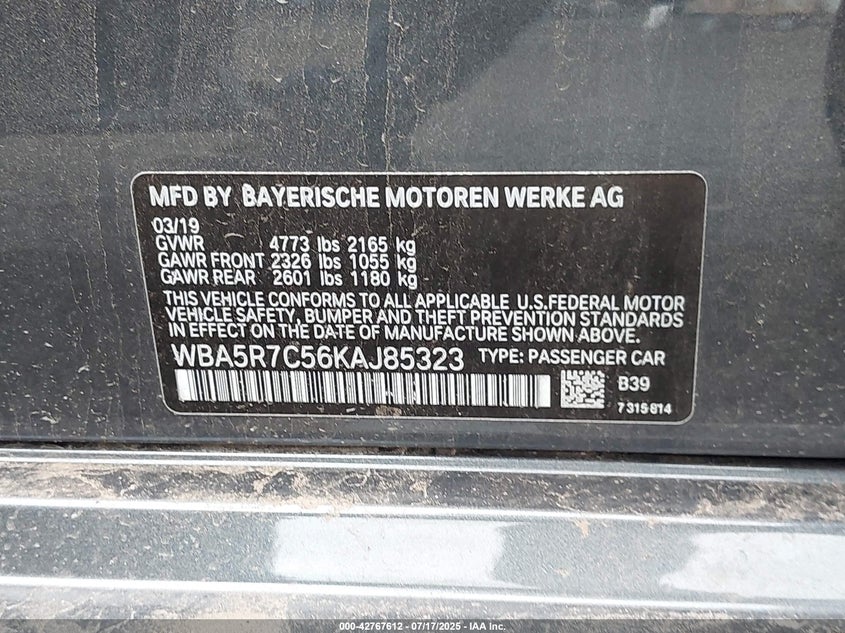 MFD BY BAYERISCHE MOTOREN WERKE AG
03/19
GVWR 4773 lbs 2165 kg
GAWR FRONT 2326 lbs 1055 kg
GAWR REAR 2601 lbs 1180 kg
THIS VEHICLE CONFORMS TO ALL APPLICABLE U.S.FEDERAL MOTOR
VEHICLE SAFETY, BUMPER AND THEFT PREVENTION STANDARDS
IN EFFECT ON THE DATE OF MANUFACTURE SHOWN ABOVE.
WBA5R7C56KAJ85323 TYPE: PASSENGER CAR
B39
7 315 814
000-42767612 - 07/17/2025 - IAA Inc.